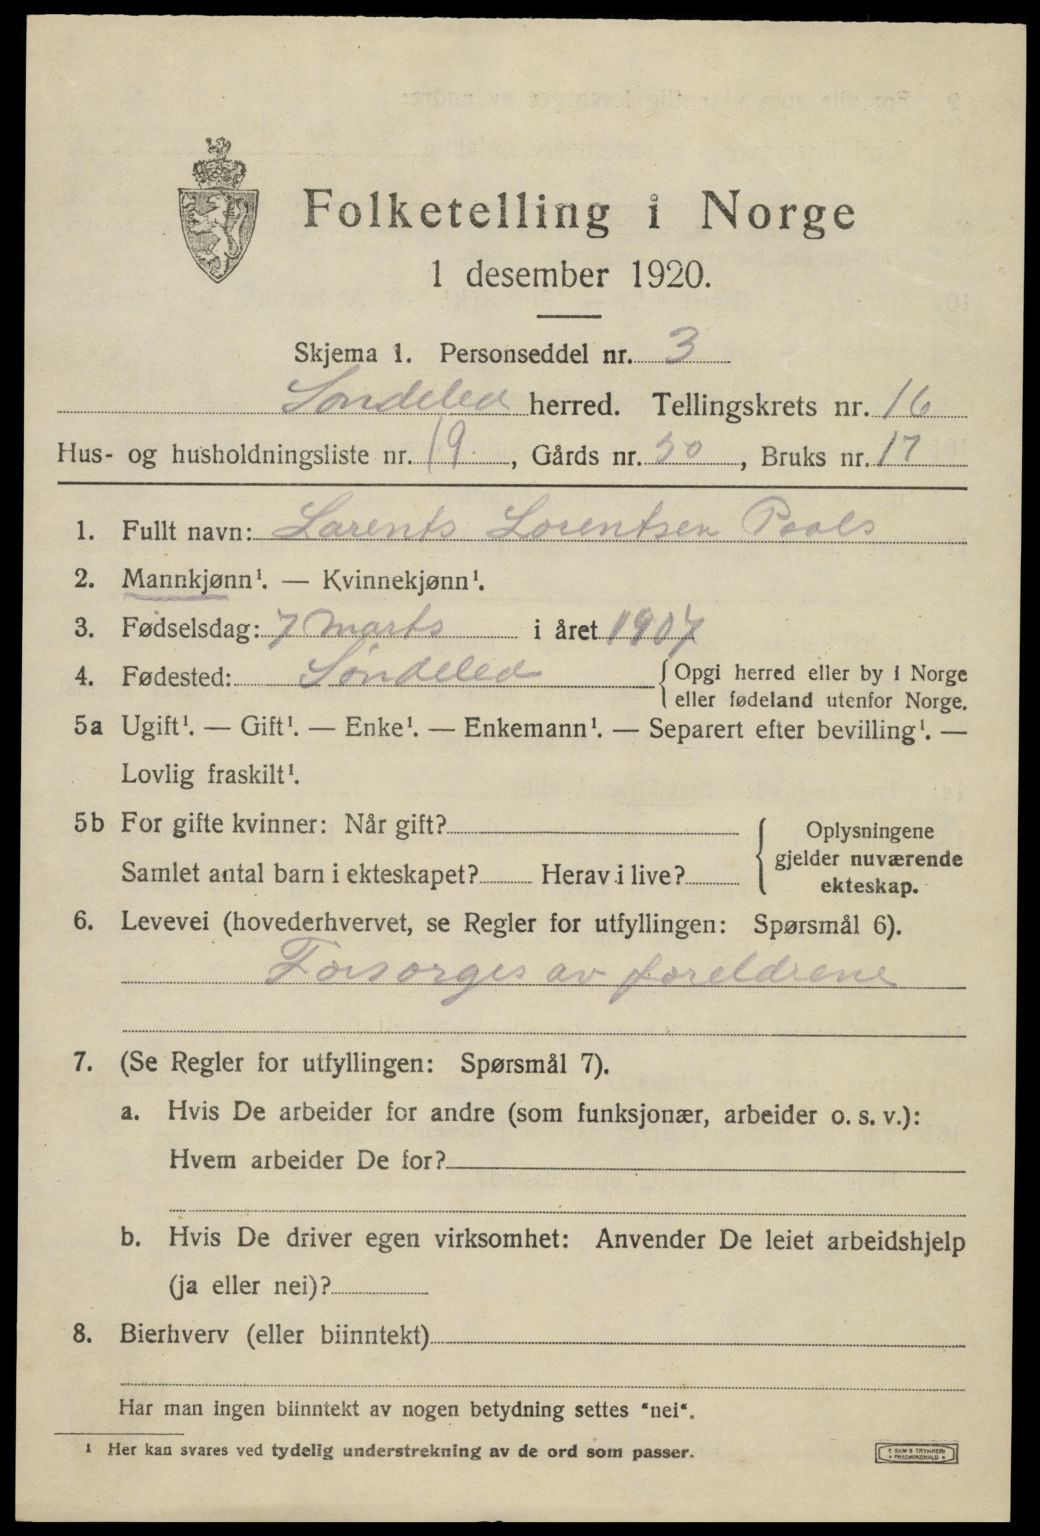 Folketelling i Norge
1 desember 1920.
Skjema 1. Personseddel nr. 3
Søndeled herred. Tellingskrets nr. 16
Hus- og husholdningsliste nr. 19, Gårds nr. 50, Bruks nr. 17
1. Fullt navn: Larents Lorentsen Paals
2. Mannkjønn¹. — Kvinnekjønn¹.
3. Fødselsdag: 7 marts i året 1907
4. Fødested: Søndeled { Opgi herred eller by i Norge
eller fødeland utenfor Norge.
5a Ugift¹. — Gift¹. — Enke¹. — Enkemann¹. — Separert efter bevilling¹. —
Lovlig fraskilt¹.
5b For gifte kvinner: Når gift?
Samlet antal barn i ekteskapet? Herav i live?
Oplysningene
gjelder nuværende
ekteskap.
6. Levevei (hovederhvervet, se Regler for utfyllingen: Spørsmål 6).
Forsorges av foreldrene
7. (Se Regler for utfyllingen: Spørsmål 7).
a. Hvis De arbeider for andre (som funksjonær, arbeider o. s. v.):
Hvem arbeider De for?
b. Hvis De driver egen virksomhet: Anvender De leiet arbeidshjelp
(ja eller nei)?
8. Bierhverv (eller biinntekt)
Har man ingen biinntekt av nogen betydning settes "nei".
¹ Her kan svares ved tydelig understrekning av de ord som passer.
E SEM'S TRYKKERI
FREDRIKSHALD